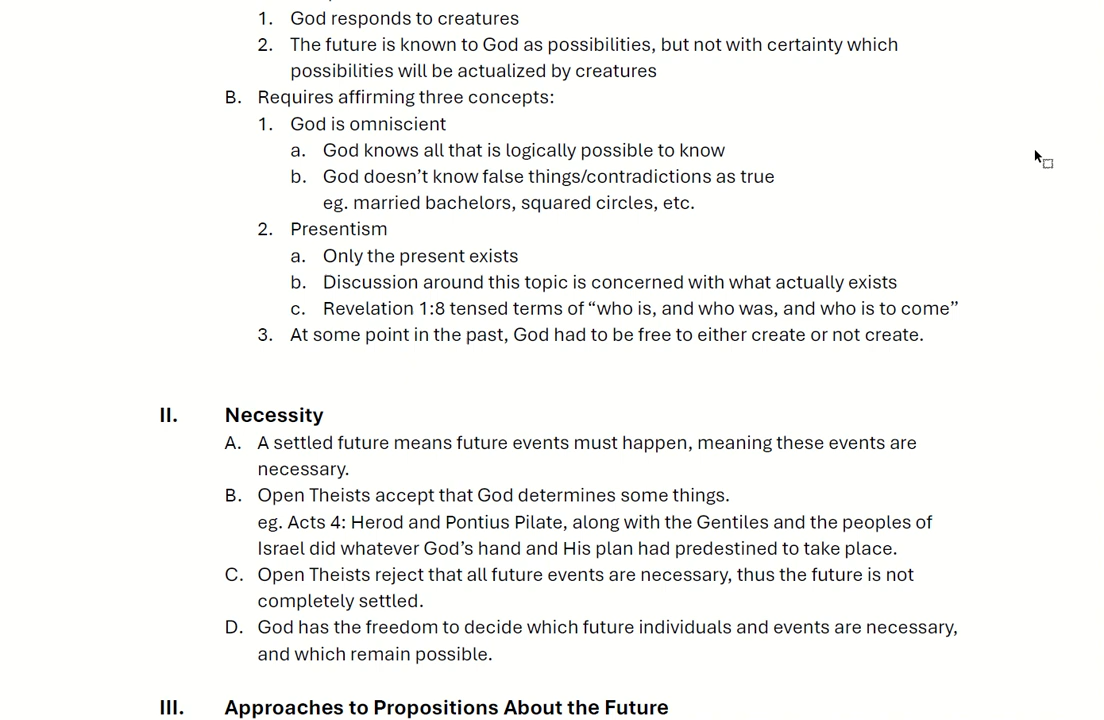 1. God responds to creatures
2. The future is known to God as possibilities, but not with certainty which
possibilities will be actualized by creatures
B. Requires affirming three concepts:
1. God is omniscient
a. God knows all that is logically possible to know
b. God doesn’t know false things/contradictions as true
eg. married bachelors, squared circles, etc.
2. Presentism
a. Only the present exists
b. Discussion around this topic is concerned with what actually exists
c. Revelation 1:8 tensed terms of “who is, and who was, and who is to come”
3. At some point in the past, God had to be free to either create or not create.
II. Necessity
A. A settled future means future events must happen, meaning these events are
necessary.
B. Open Theists accept that God determines some things.
eg. Acts 4: Herod and Pontius Pilate, along with the Gentiles and the peoples of
Israel did whatever God’s hand and His plan had predestined to take place.
C. Open Theists reject that all future events are necessary, thus the future is not
completely settled.
D. God has the freedom to decide which future individuals and events are necessary,
and which remain possible.
III. Approaches to Propositions About the Future